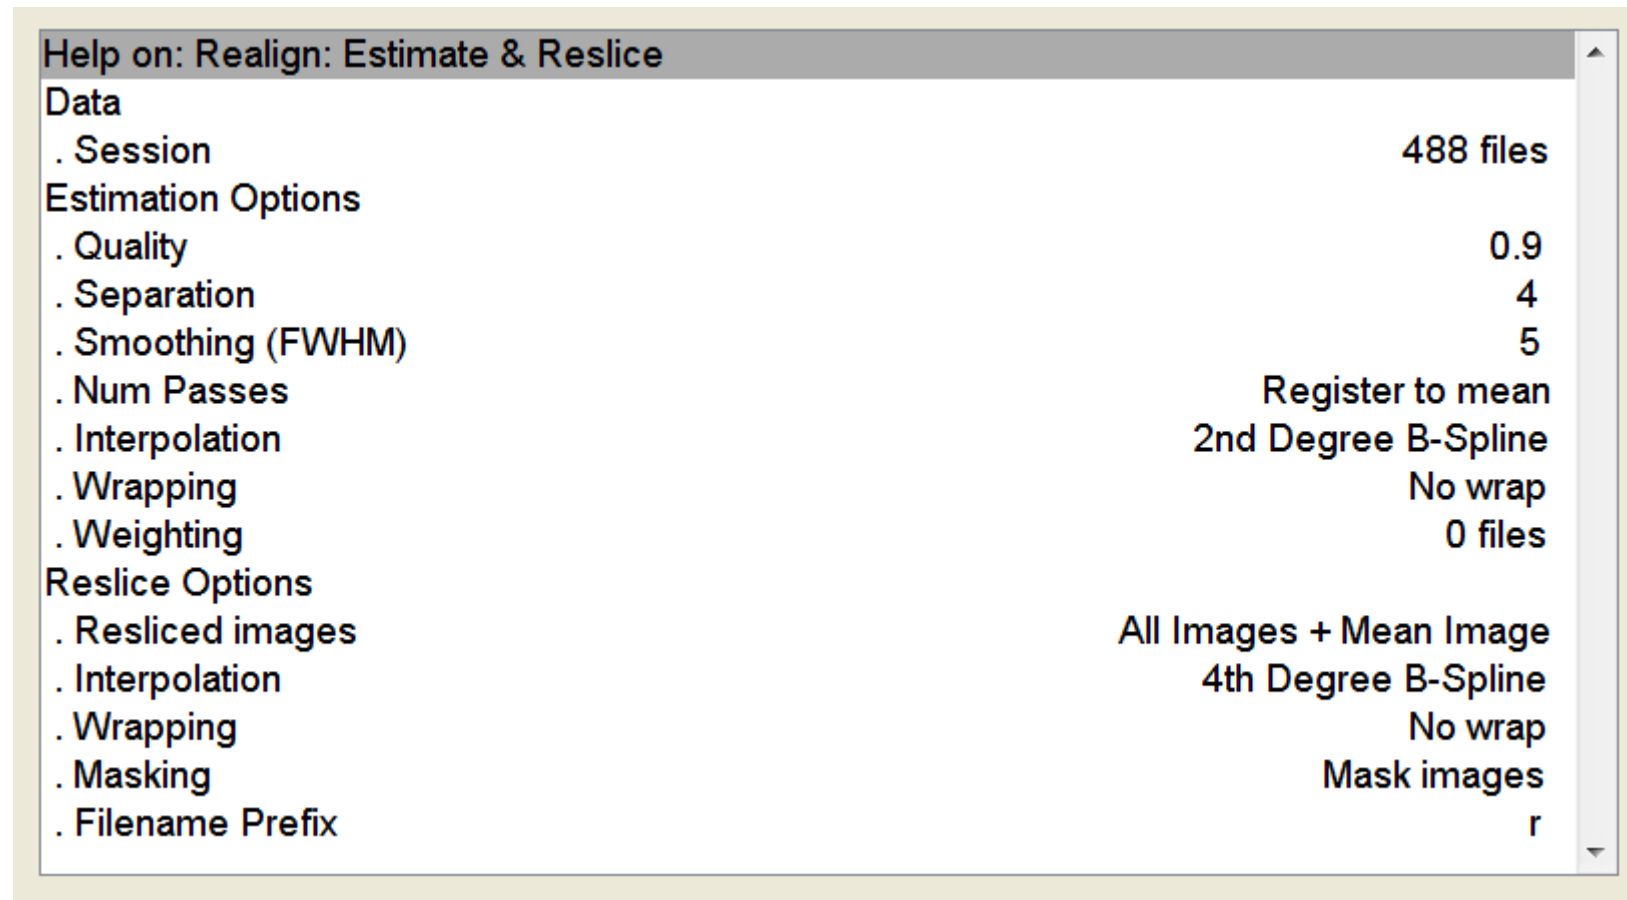 Help on: Realign: Estimate & Reslice
Data
. Session 488 files
Estimation Options
. Quality 0.9
. Separation 4
. Smoothing (FWHM) 5
. Num Passes Register to mean
. Interpolation 2nd Degree B-Spline
. Wrapping No wrap
. Weighting 0 files
Reslice Options
. Resliced images All Images + Mean Image
. Interpolation 4th Degree B-Spline
. Wrapping No wrap
. Masking Mask images
. Filename Prefix r